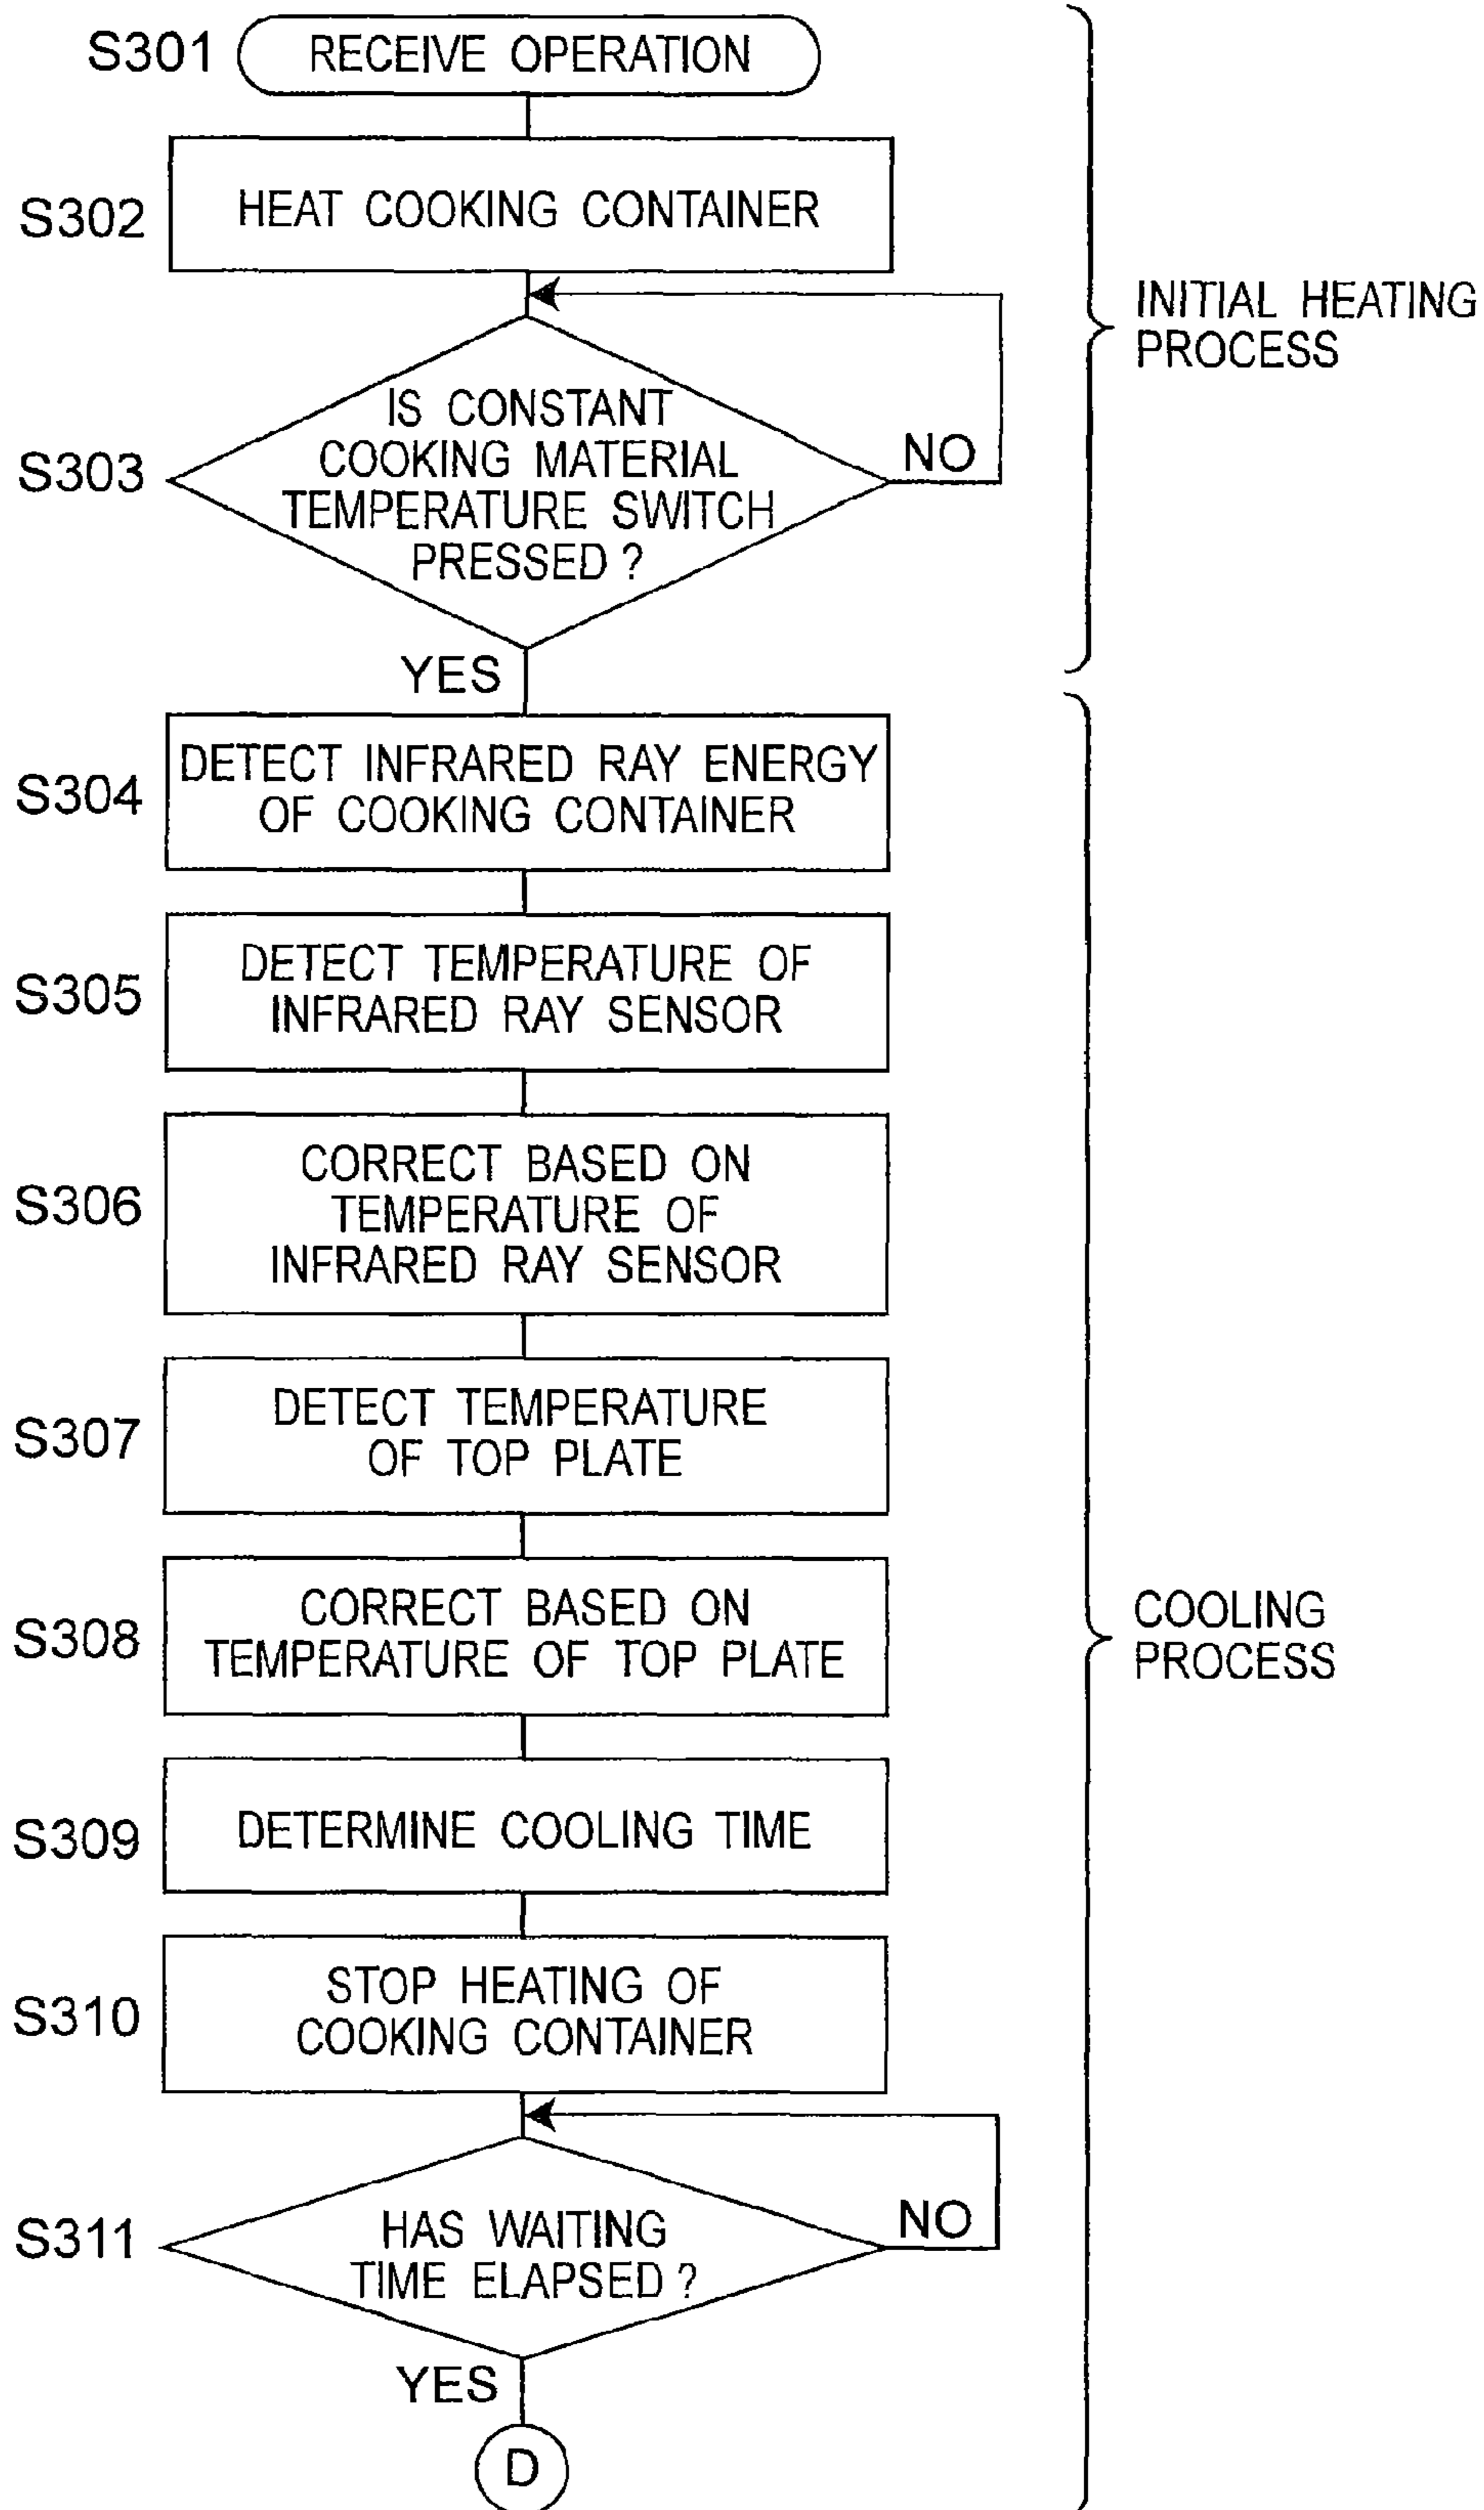 S301
RECEIVE OPERATION
S302
HEAT COOKING CONTAINER
INITIAL HEATING
PROCESS
S303
IS CONSTANT
COOKING MATERIAL
TEMPERATURE SWITCH
PRESSED ?
NO
YES
S304
DETECT INFRARED RAY ENERGY
OF COOKING CONTAINER
S305
DETECT TEMPERATURE OF
INFRARED RAY SENSOR
S306
CORRECT BASED ON
TEMPERATURE OF
INFRARED RAY SENSOR
S307
DETECT TEMPERATURE
OF TOP PLATE
S308
CORRECT BASED ON
TEMPERATURE OF TOP PLATE
COOLING
PROCESS
S309
DETERMINE COOLING TIME
S310
STOP HEATING OF
COOKING CONTAINER
S311
HAS WAITING
TIME ELAPSED ?
NO
YES
D